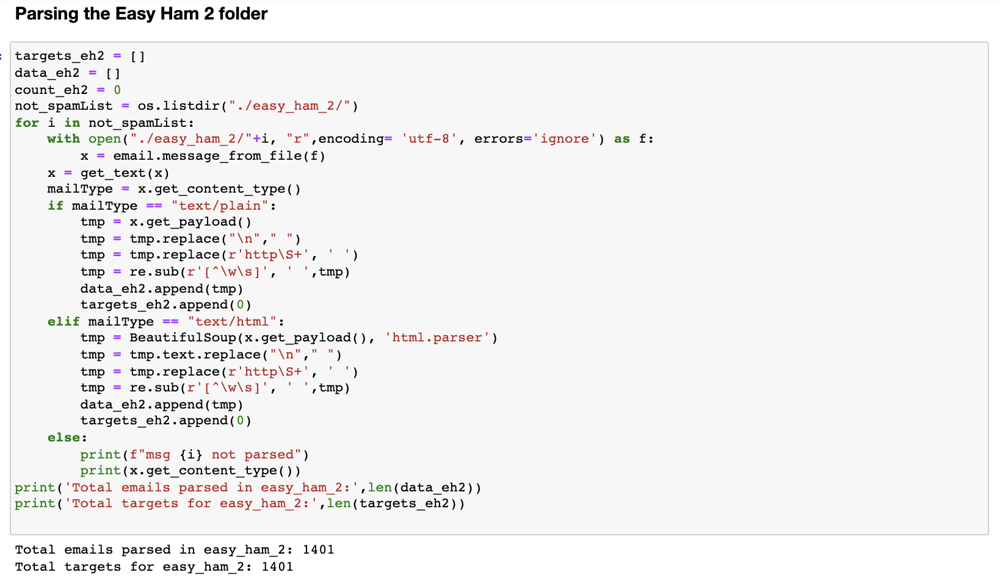 Parsing the Easy Ham 2 folder
:
targets_eh2 = []
data_eh2 = []
count_eh2 = 0
not_spamList = os.listdir("./easy_ham_2/")
for i in not_spamList:
    with open("./easy_ham_2/"+i, "r",encoding= 'utf-8', errors='ignore') as f:
        x = email.message_from_file(f)
    x = get_text(x)
    mailType = x.get_content_type()
    if mailType == "text/plain":
        tmp = x.get_payload()
        tmp = tmp.replace("\n"," ")
        tmp = tmp.replace(r'http\S+', ' ')
        tmp = re.sub(r'[^\w\s]', ' ',tmp)
        data_eh2.append(tmp)
        targets_eh2.append(0)
    elif mailType == "text/html":
        tmp = BeautifulSoup(x.get_payload(), 'html.parser')
        tmp = tmp.text.replace("\n"," ")
        tmp = tmp.replace(r'http\S+', ' ')
        tmp = re.sub(r'[^\w\s]', ' ',tmp)
        data_eh2.append(tmp)
        targets_eh2.append(0)
    else:
        print(f"msg {i} not parsed")
        print(x.get_content_type())
print('Total emails parsed in easy_ham_2:',len(data_eh2))
print('Total targets for easy_ham_2:',len(targets_eh2))
Total emails parsed in easy_ham_2: 1401
Total targets for easy_ham_2: 1401